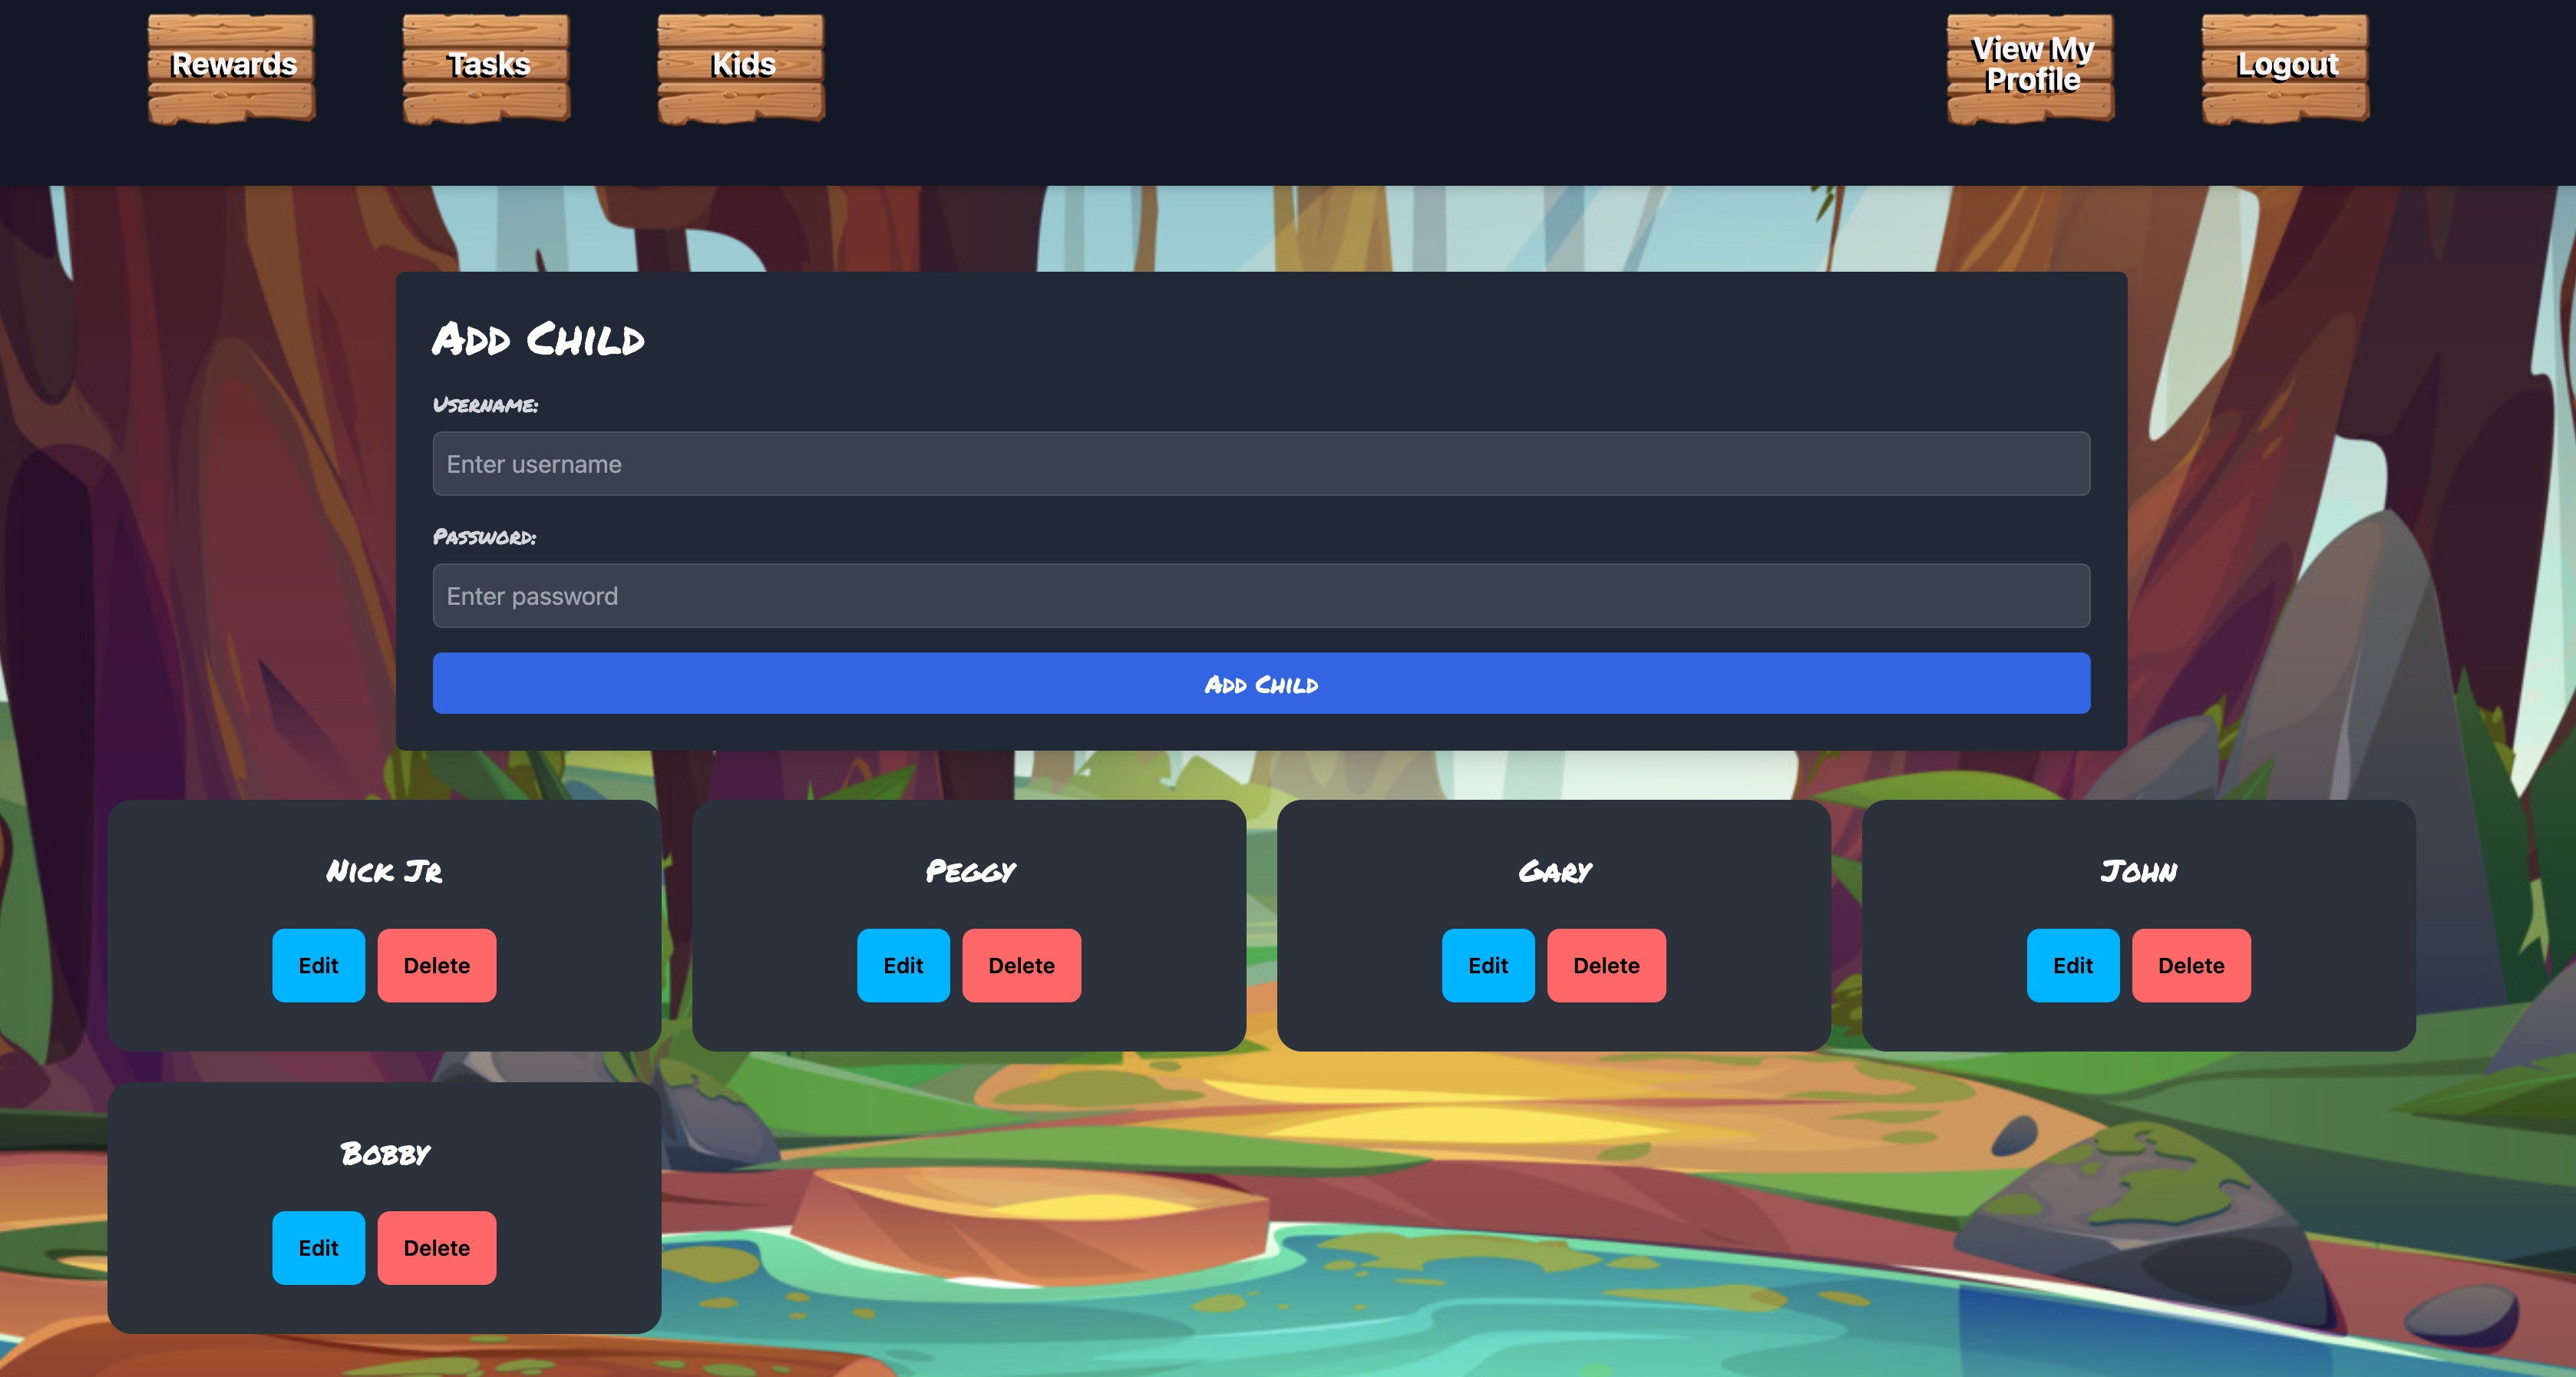 Rewards
Tasks
Kids
View My
Profile
Logout
Add Child
Username:
Enter username
Password:
Enter password
Add Child
Nick Jr
Edit
Delete
Peggy
Edit
Delete
Gary
Edit
Delete
John
Edit
Delete
Bobby
Edit
Delete